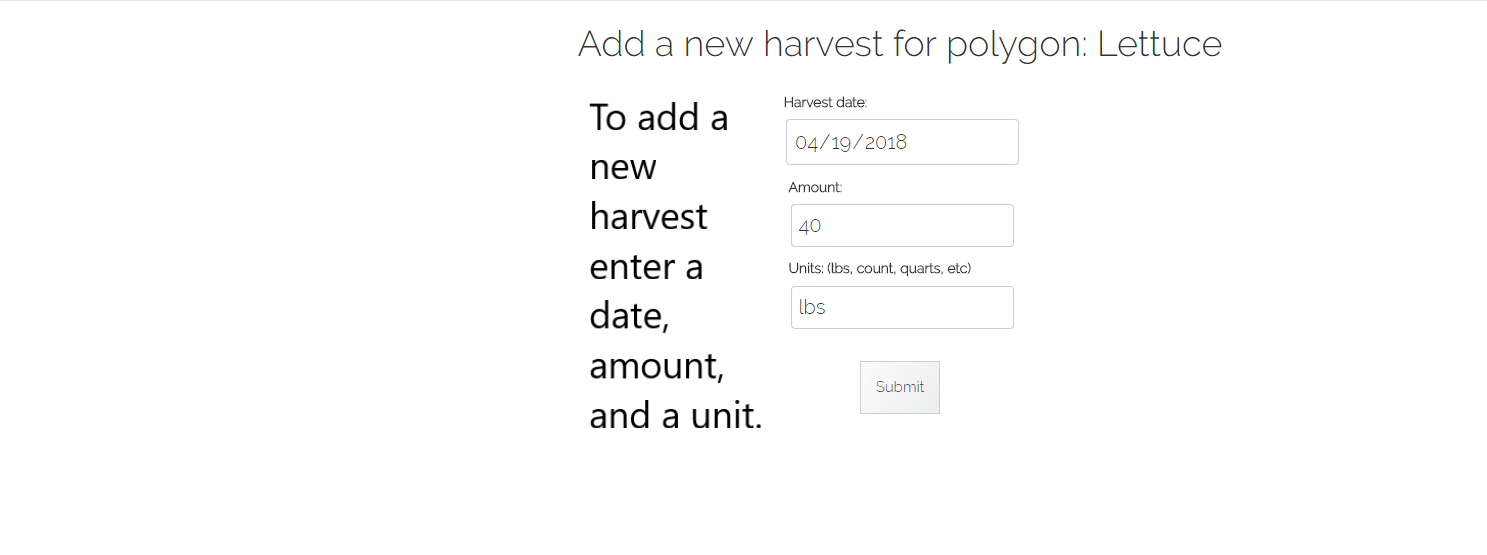 Add a new harvest for polygon: Lettuce
To add a
new
harvest
enter a
date,
amount,
and a unit.
Harvest date:
04/19/2018
Amount:
40
Units: (lbs, count, quarts, etc)
lbs
Submit